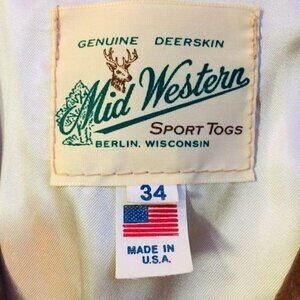 GENUINE DEERSKIN
Mid Western
SPORT TOGS
BERLIN, WISCONSIN
34
MADE IN
U.S.A.